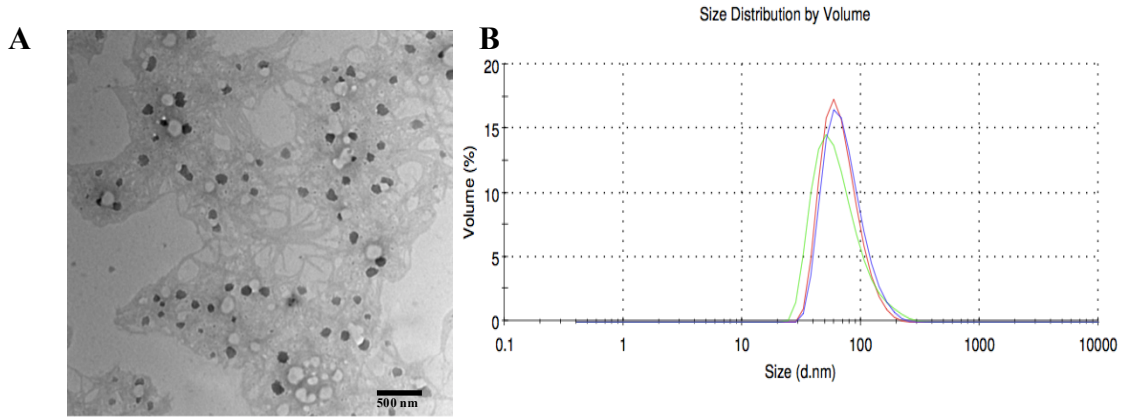 A
B
Size Distribution by Volume
20
15
10
5
0
Volume (%)
0.1 1 10 100 1000 10000
Size (d.nm)
500 nm